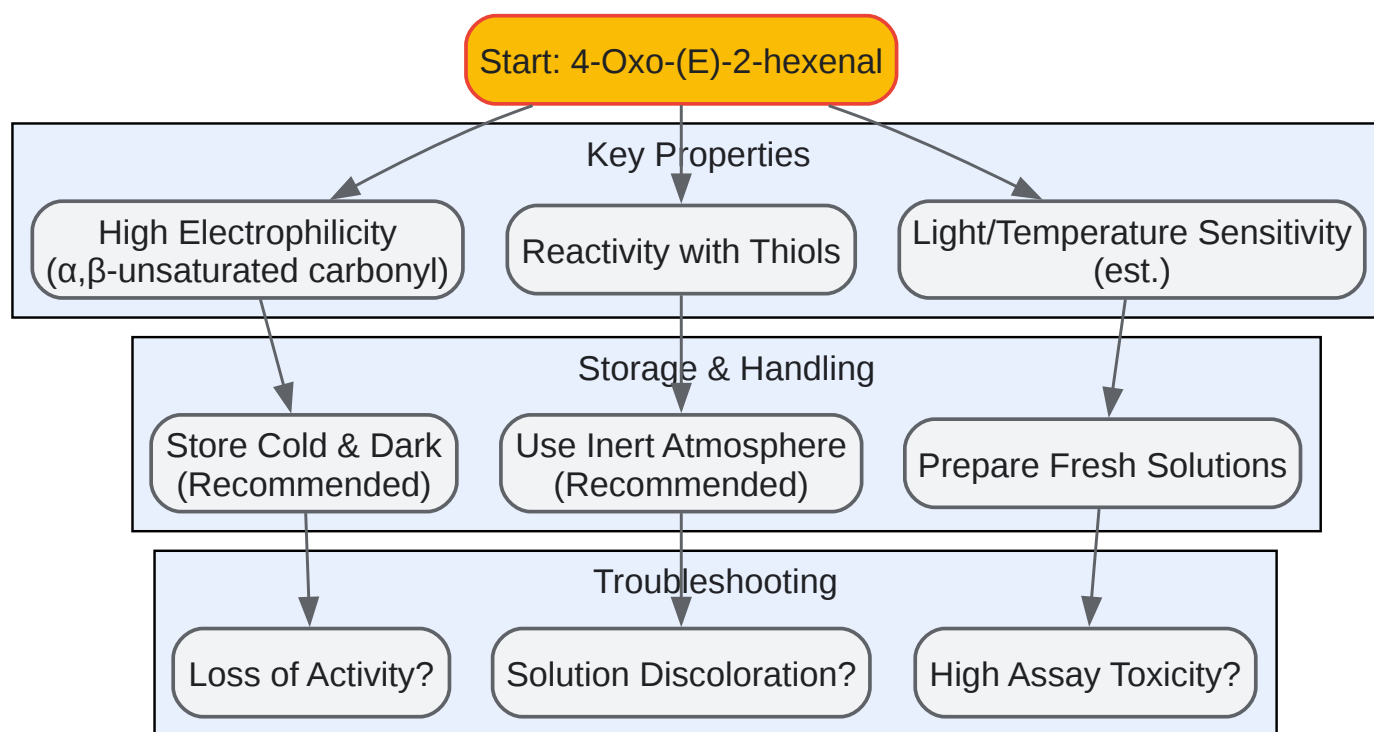 Start: 4-Oxo-(E)-2-hexenal
Key Properties
High Electrophilicity
(α,β-unsaturated carbonyl)
Reactivity with Thiols
Light/Temperature Sensitivity
(est.)
Storage & Handling
Store Cold & Dark
(Recommended)
Use Inert Atmosphere
(Recommended)
Prepare Fresh Solutions
Troubleshooting
Loss of Activity?
Solution Discoloration?
High Assay Toxicity?